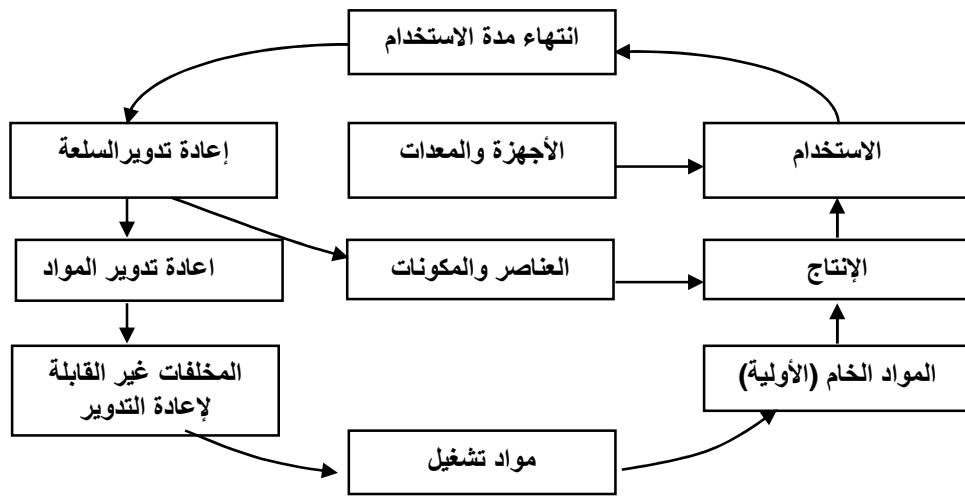 انتهاء مدة الاستخدام
الاستخدام
الأجهزة والمعدات
إعادة تدويرالسلعة
الإنتاج
العناصر والمكونات
اعادة تدوير المواد
المواد الخام (الأولية)
المخلفات غير القابلة
لإعادة التدوير
مواد تشغيل